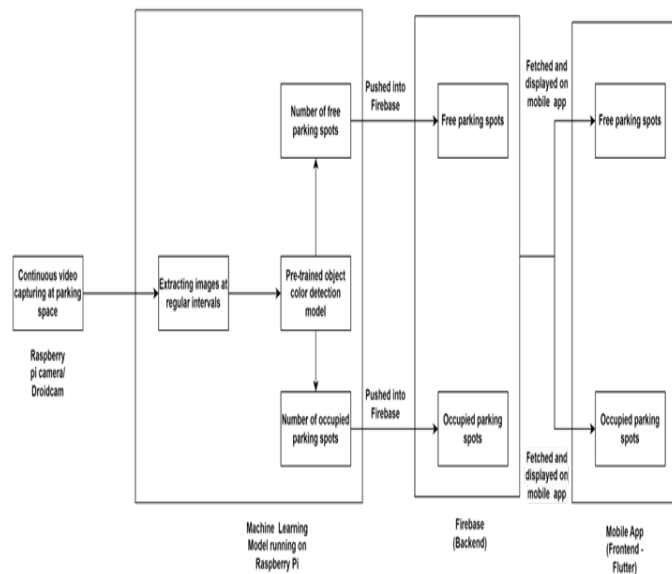 Continuous video
capturing at parking
space
Raspberry
pi camera/
Droidcam
Extracting images at
regular intervals
Pre-trained object
color detection
model
Number of free
parking spots
Number of occupied
parking spots
Machine Learning
Model running on
Raspberry Pi
Pushed into
Firebase
Pushed into
Firebase
Free parking spots
Occupied parking
spots
Firebase
(Backend)
Fetched and
displayed on
mobile app
Fetched and
displayed on
mobile app
Free parking spots
Occupied parking
spots
Mobile App
(Frontend -
Flutter)